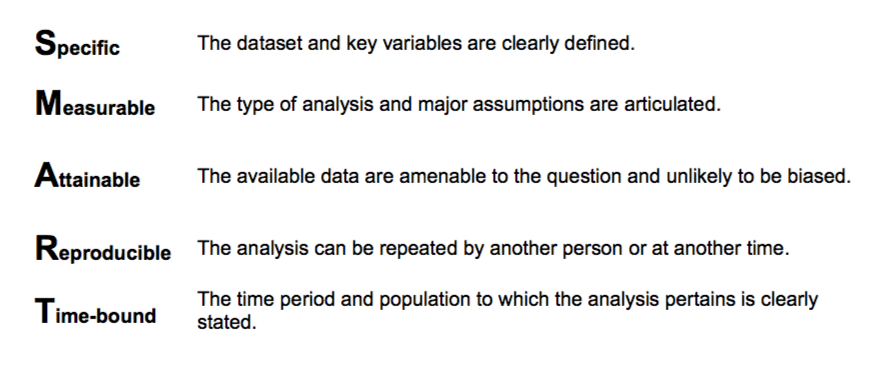 Specific The dataset and key variables are clearly defined.
Measurable The type of analysis and major assumptions are articulated.
Attainable The available data are amenable to the question and unlikely to be biased.
Reproducible The analysis can be repeated by another person or at another time.
Time-bound The time period and population to which the analysis pertains is clearly
stated.